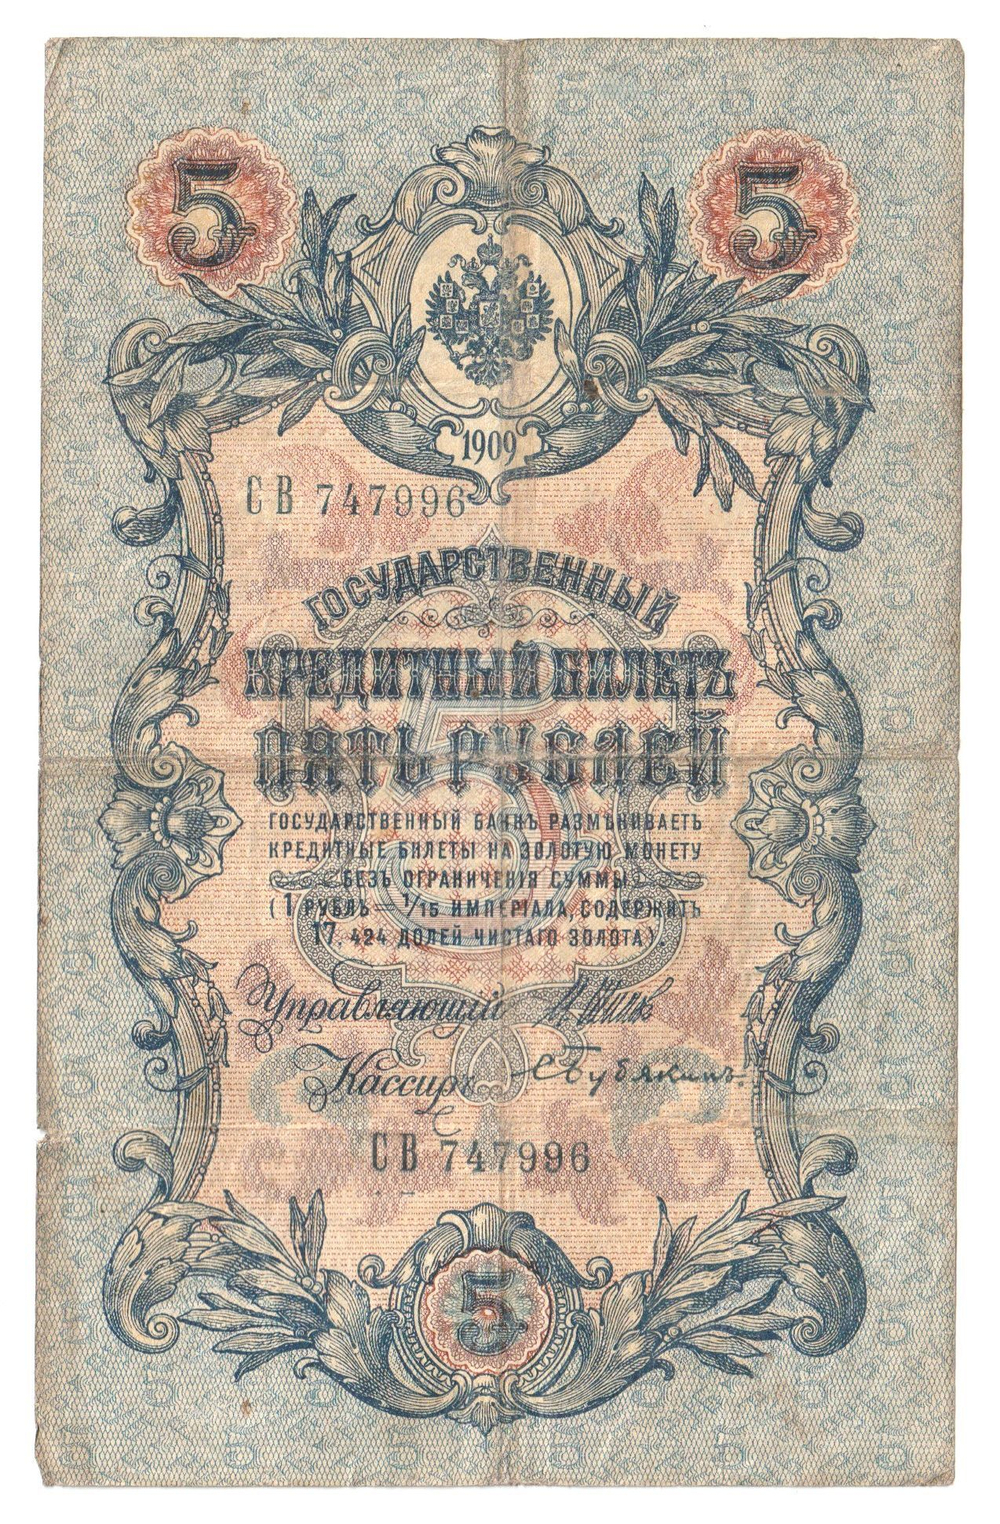 5 5
1909
СВ 747996
ГОСУДАРСТВЕННЫЙ
КРЕДИТНЫЙ БИЛЕТЪ
ПЯТЬ РУБЛЕЙ
5
ГОСУДАРСТВЕННЫЙ БАНКЪ РАЗМѢНИВАЕТЪ
КРЕДИТНЫЕ БИЛЕТЫ НА ЗОЛОТУЮ МОНЕТУ
БЕЗЪ ОГРАНИЧЕНІЯ СУММЫ
(1 РУБЛЬ = 1/15 ИМПЕРІАЛА, СОДЕРЖИТЪ
17,424 ДОЛЕЙ ЧИСТАГО ЗОЛОТА).
Управляющій
Кассиръ
СВ 747996
5